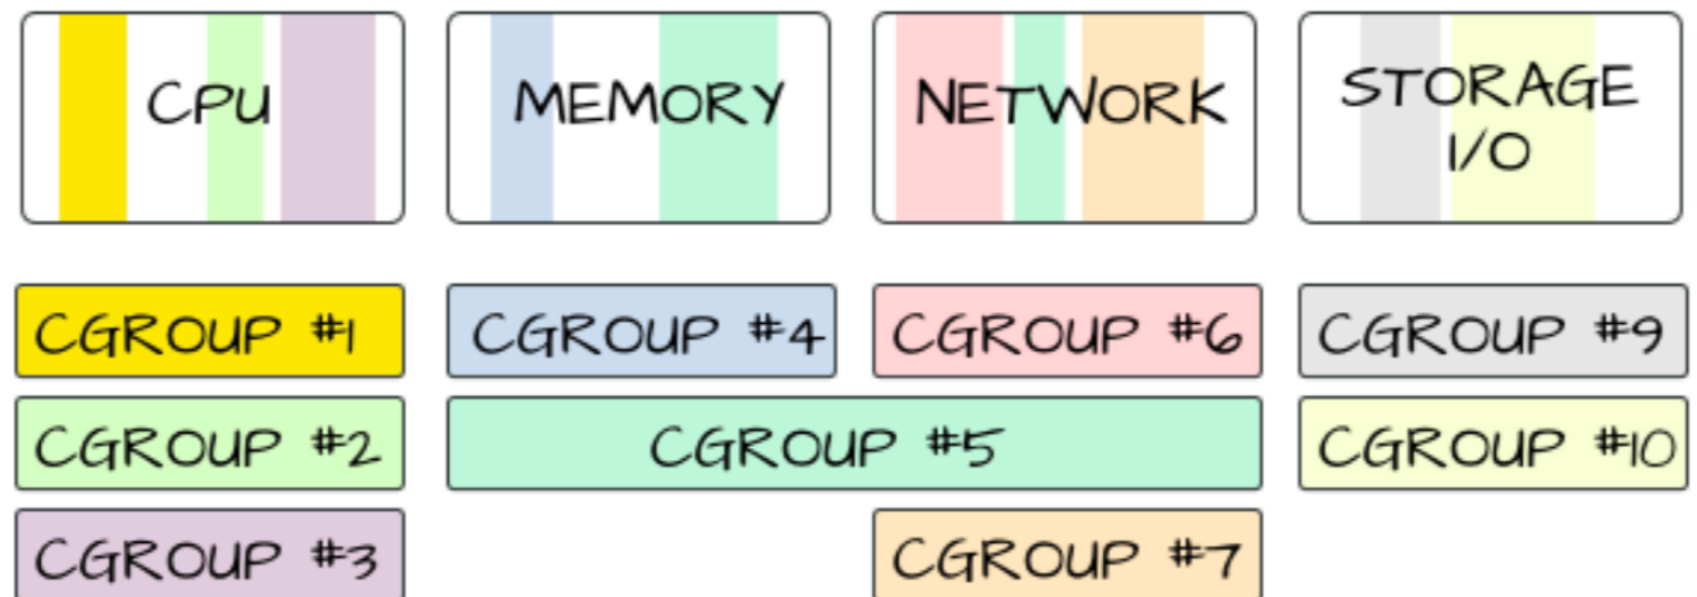 CPU
MEMORY
NETWORK
STORAGE
I/O
CGROUP #1
CGROUP #4
CGROUP #6
CGROUP #9
CGROUP #2
CGROUP #5
CGROUP #10
CGROUP #3
CGROUP #7